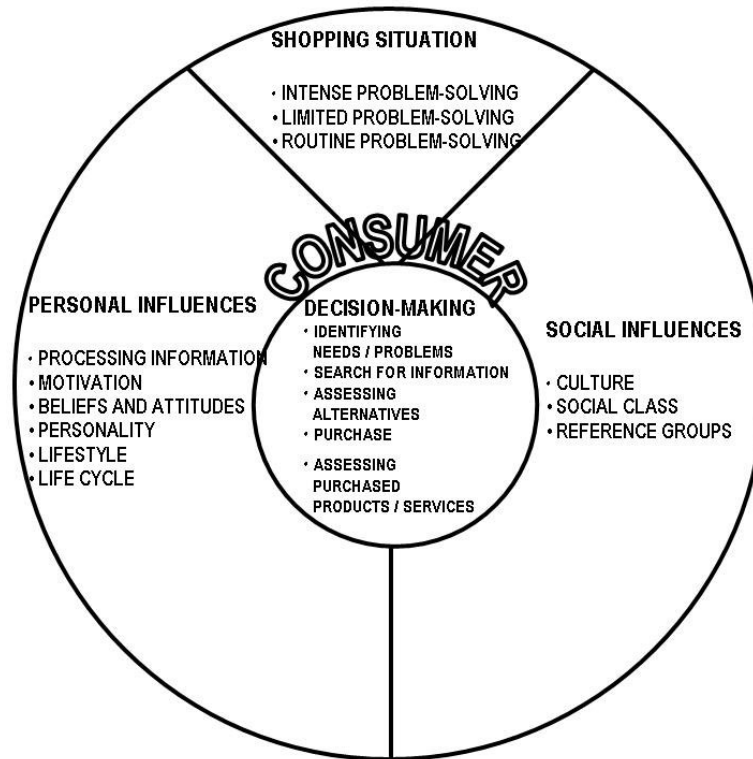 SHOPPING SITUATION
· INTENSE PROBLEM-SOLVING
• LIMITED PROBLEM-SOLVING
• ROUTINE PROBLEM-SOLVING
CONSUMER
PERSONAL INFLUENCES
· PROCESSING INFORMATION
• MOTIVATION
• BELIEFS AND ATTITUDES
• PERSONALITY
• LIFESTYLE
• LIFE CYCLE
DECISION-MAKING
· IDENTIFYING
NEEDS / PROBLEMS
• SEARCH FOR INFORMATION
• ASSESSING
ALTERNATIVES
• PURCHASE
• ASSESSING
PURCHASED
PRODUCTS / SERVICES
SOCIAL INFLUENCES
· CULTURE
• SOCIAL CLASS
• REFERENCE GROUPS